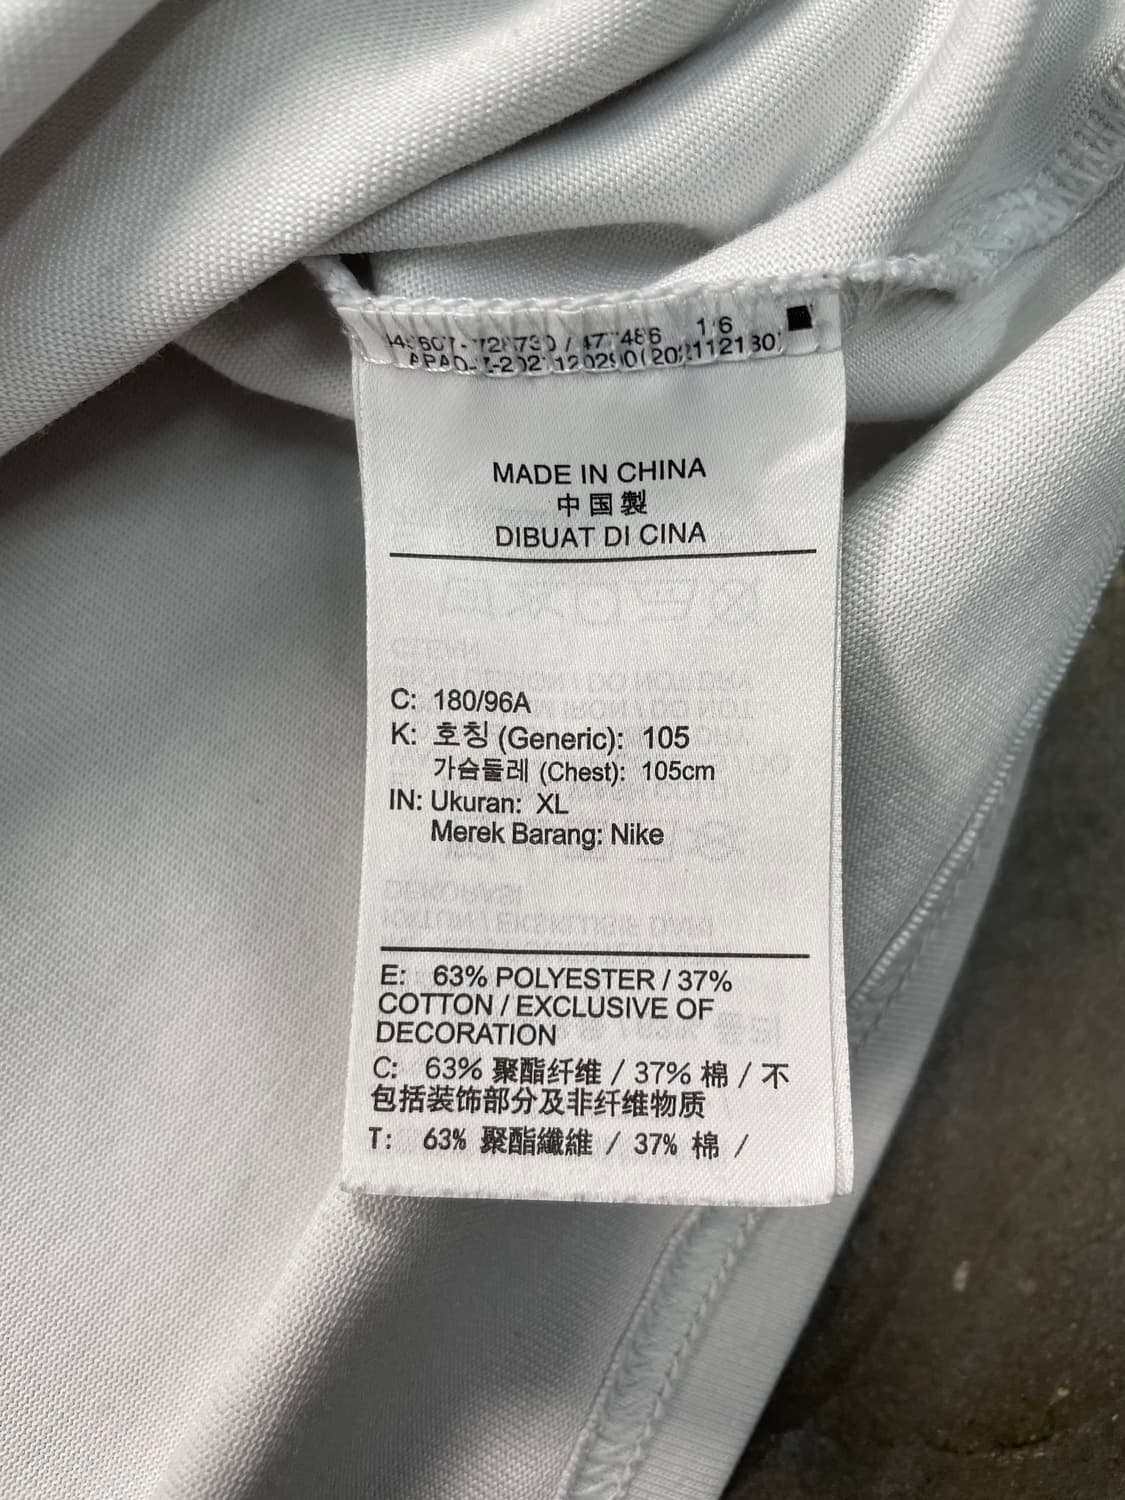 1/6
MADE IN CHINA
中国製
DIBUAT DI CINA
C: 180/96A
K: 호칭 (Generic): 105
가슴둘레 (Chest): 105cm
IN: Ukuran: XL
Merek Barang: Nike
E: 63% POLYESTER / 37%
COTTON / EXCLUSIVE OF
DECORATION
C: 63% 聚酯纤维 / 37% 棉 / 不
包括装饰部分及非纤维物质
T: 63% 聚酯纖維 / 37% 棉 /